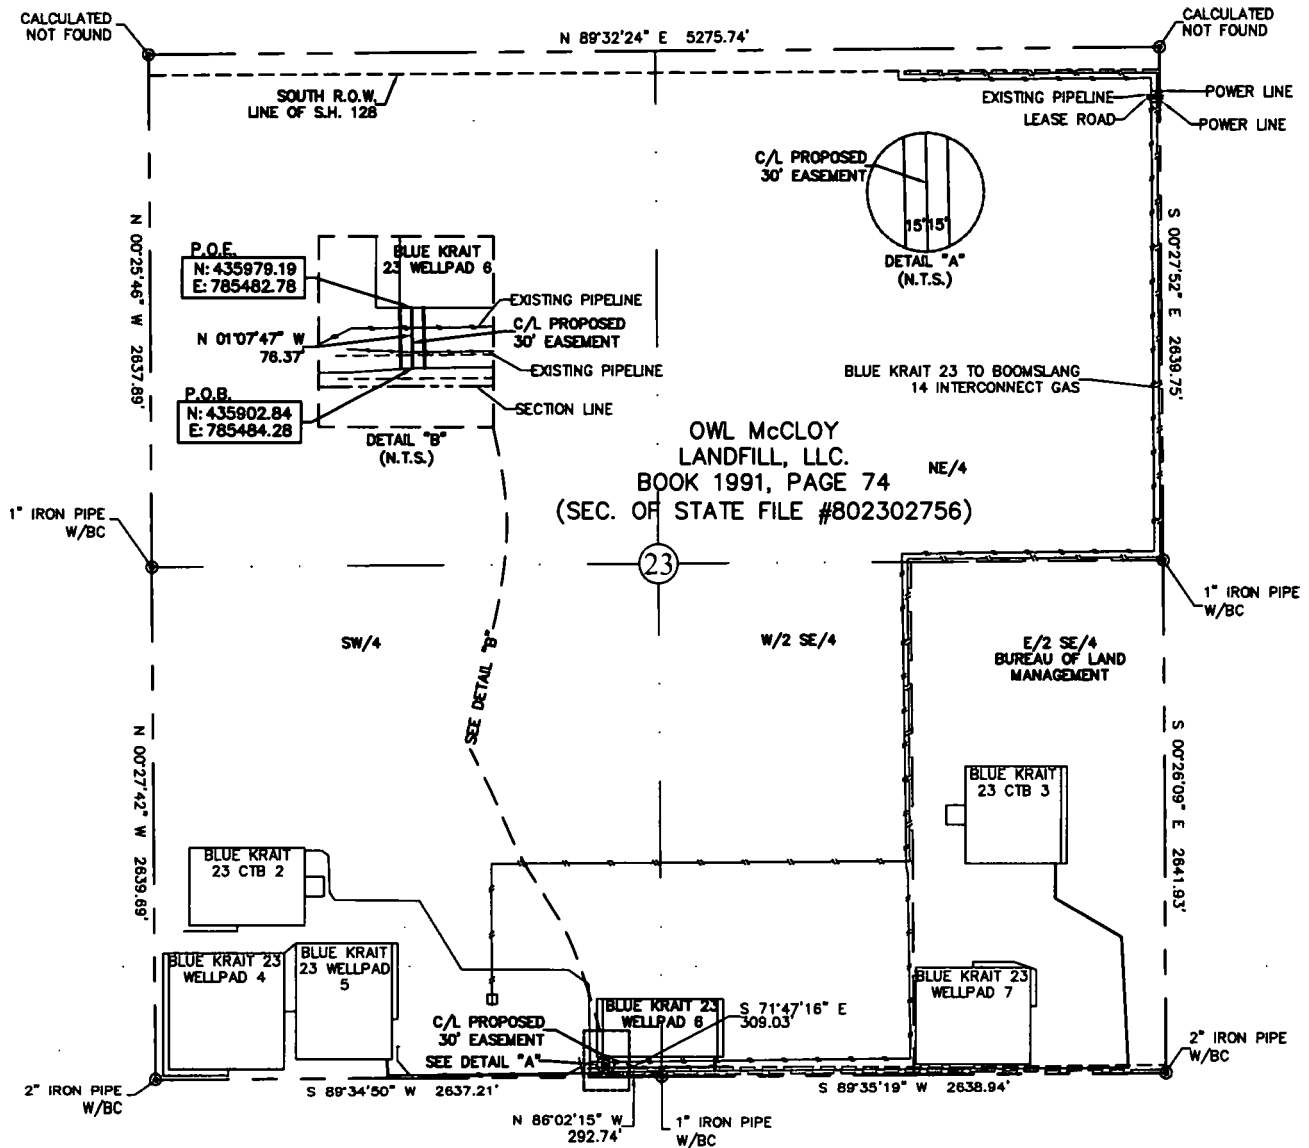 CALCULATED
NOT FOUND
N 89°32'24" E 5275.74'
CALCULATED
NOT FOUND
SOUTH R.O.W.
LINE OF S.H. 128
EXISTING PIPELINE
POWER LINE
LEASE ROAD
POWER LINE
C/L PROPOSED
30' EASEMENT
15'
15'
DETAIL "A"
(N.T.S.)
N 00°25'46" W 2637.89'
S 00°27'52" E 2639.75'
P.O.E.
N: 435979.19
E: 785482.78
BLUE KRAIT
23 WELLPAD 6
EXISTING PIPELINE
N 01°07'47" W
76.37'
C/L PROPOSED
30' EASEMENT
EXISTING PIPELINE
P.O.B.
N: 435902.84
E: 785484.28
SECTION LINE
DETAIL "B"
(N.T.S.)
BLUE KRAIT 23 TO BOOMSLANG
14 INTERCONNECT GAS
OWL McCLOY
LANDFILL, LLC.
BOOK 1991, PAGE 74
(SEC. OF STATE FILE #802302756)
NE/4
1" IRON PIPE
W/BC
23
1" IRON PIPE
W/BC
SW/4
SEE DETAIL "B"
W/2 SE/4
E/2 SE/4
BUREAU OF LAND
MANAGEMENT
N 00°27'42" W 2639.69'
S 00°26'09" E 2641.93'
BLUE KRAIT
23 CTB 3
BLUE KRAIT
23 CTB 2
BLUE KRAIT 23
WELLPAD 4
BLUE KRAIT
23 WELLPAD
5
BLUE KRAIT 23
WELLPAD 6
BLUE KRAIT 23
WELLPAD 7
S 71°47'16" E
309.03'
C/L PROPOSED
30' EASEMENT
SEE DETAIL "A"
2" IRON PIPE
W/BC
S 89°34'50" W 2637.21'
S 89°35'19" W 2638.94'
2" IRON PIPE
W/BC
N 86°02'15" W
292.74'
1" IRON PIPE
W/BC